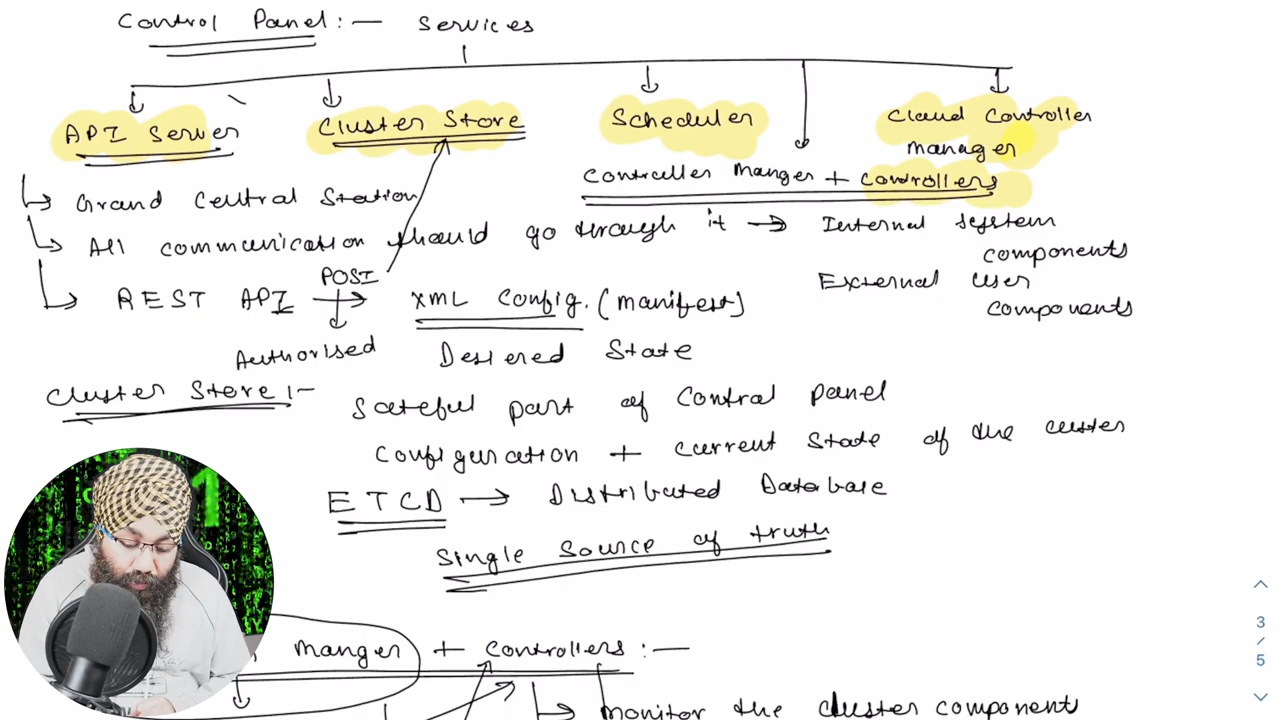 Control Panel :- Services
API Server
Cluster Store
Scheduler
Cloud Controller
manager
Controller Manger + Controllers
Grand Central Station
All communication should go through it → Internal system
components
External user
components
POST
REST API → XML Config. (manifest)
Authorised
Desiered State
Cluster Store :-
Sateful part of Control panel
Configuration + current state of the custer
ETCD → Distributed Database
Single Source of truth
manger + Controllers :-
monitor the cluster component
3
/
5